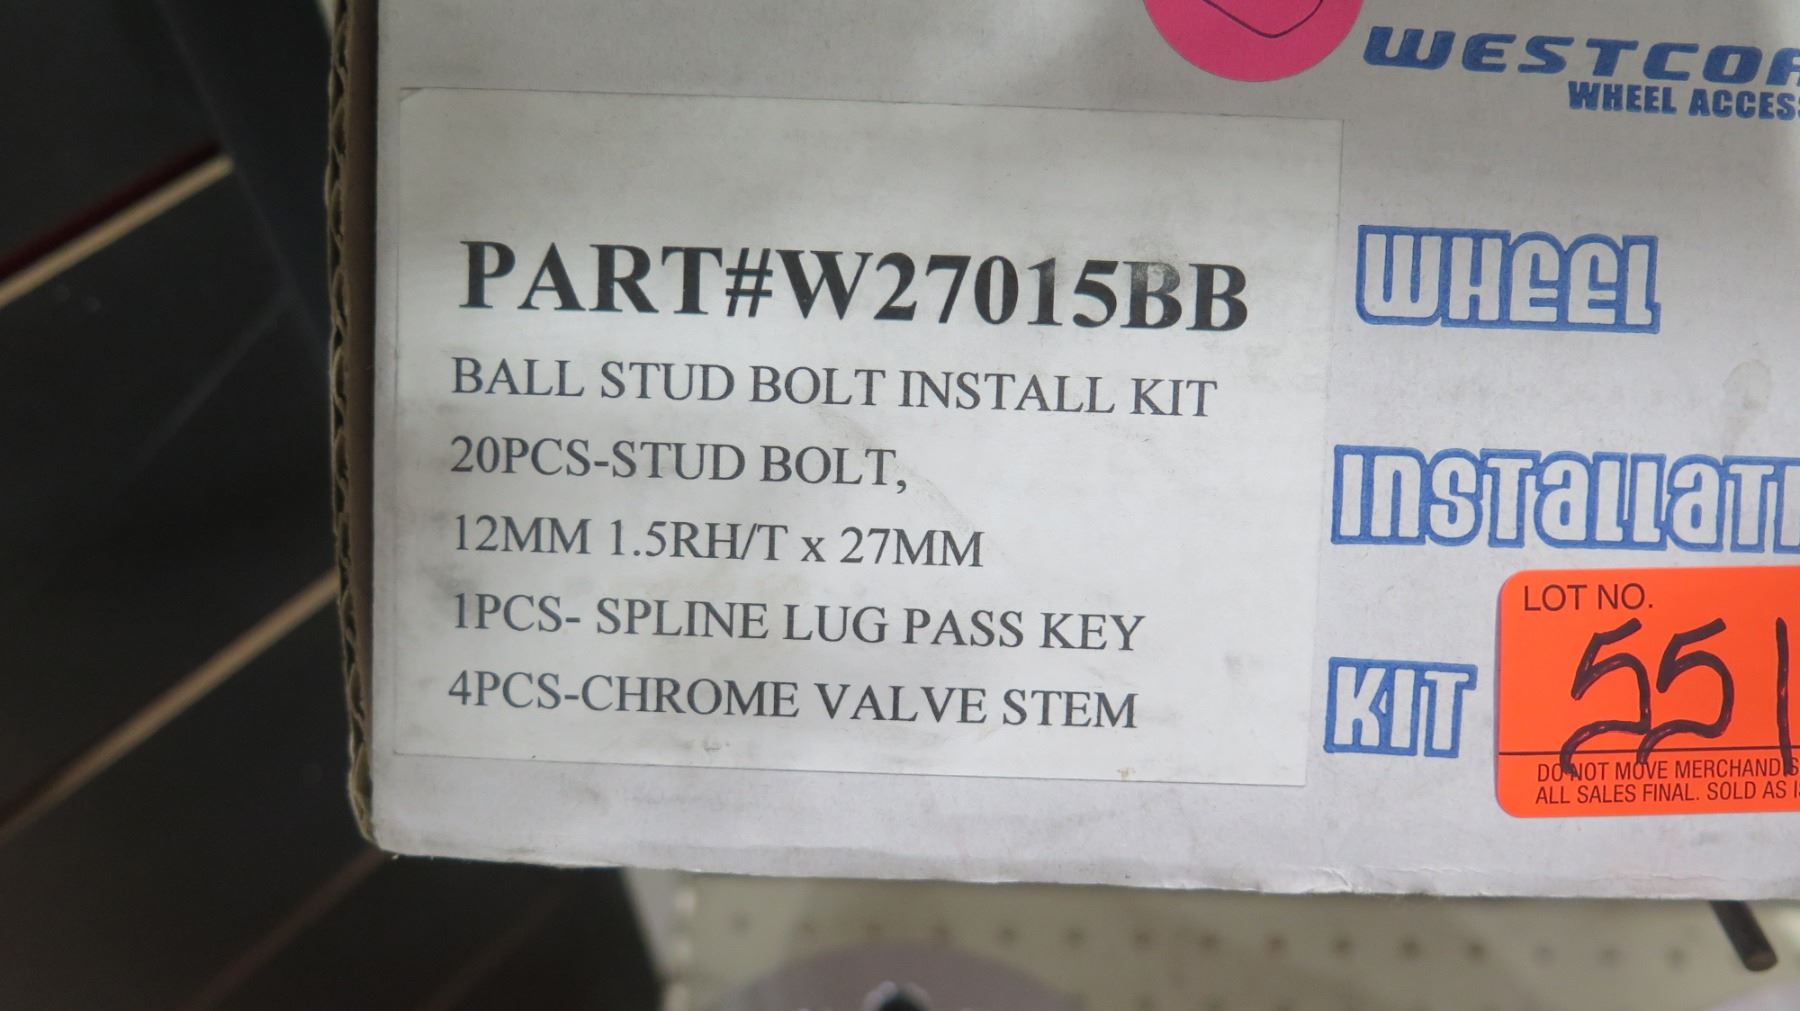 WESTCOA
WHEEL ACCESS
PART#W27015BB
BALL STUD BOLT INSTALL KIT
20PCS-STUD BOLT,
12MM 1.5RH/T x 27MM
1PCS- SPLINE LUG PASS KEY
4PCS-CHROME VALVE STEM
WHEEL
INSTALLATI
KIT
LOT NO.
551
DO NOT MOVE MERCHANDIS
ALL SALES FINAL. SOLD AS IS